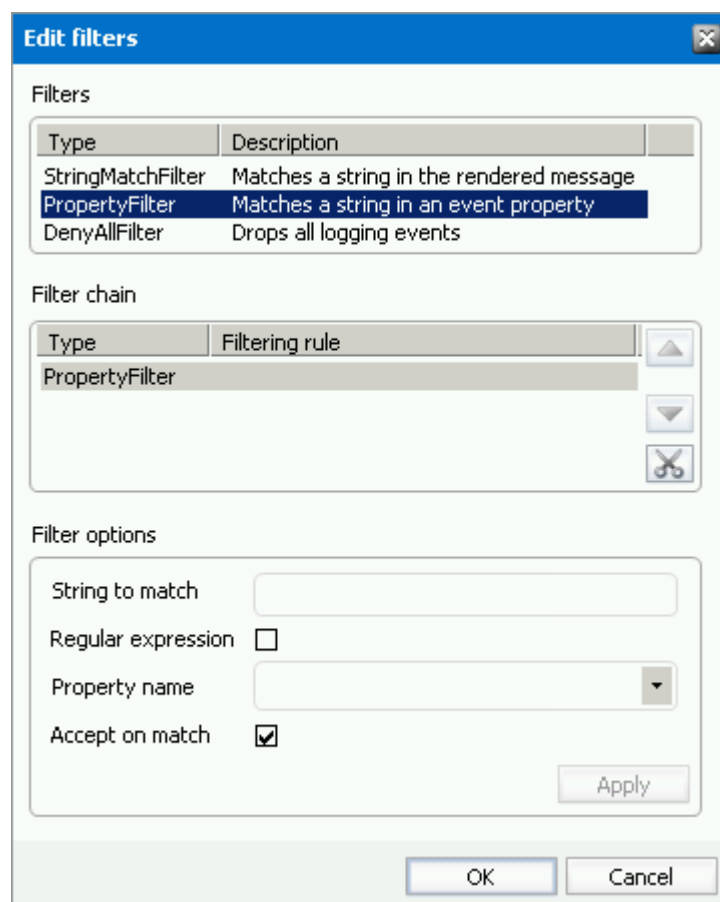 Edit filters
Filters
Type Description
StringMatchFilter Matches a string in the rendered message
PropertyFilter Matches a string in an event property
DenyAllFilter Drops all logging events
Filter chain
Type Filtering rule
PropertyFilter
Filter options
String to match
Regular expression
Property name
Accept on match
Apply
OK Cancel